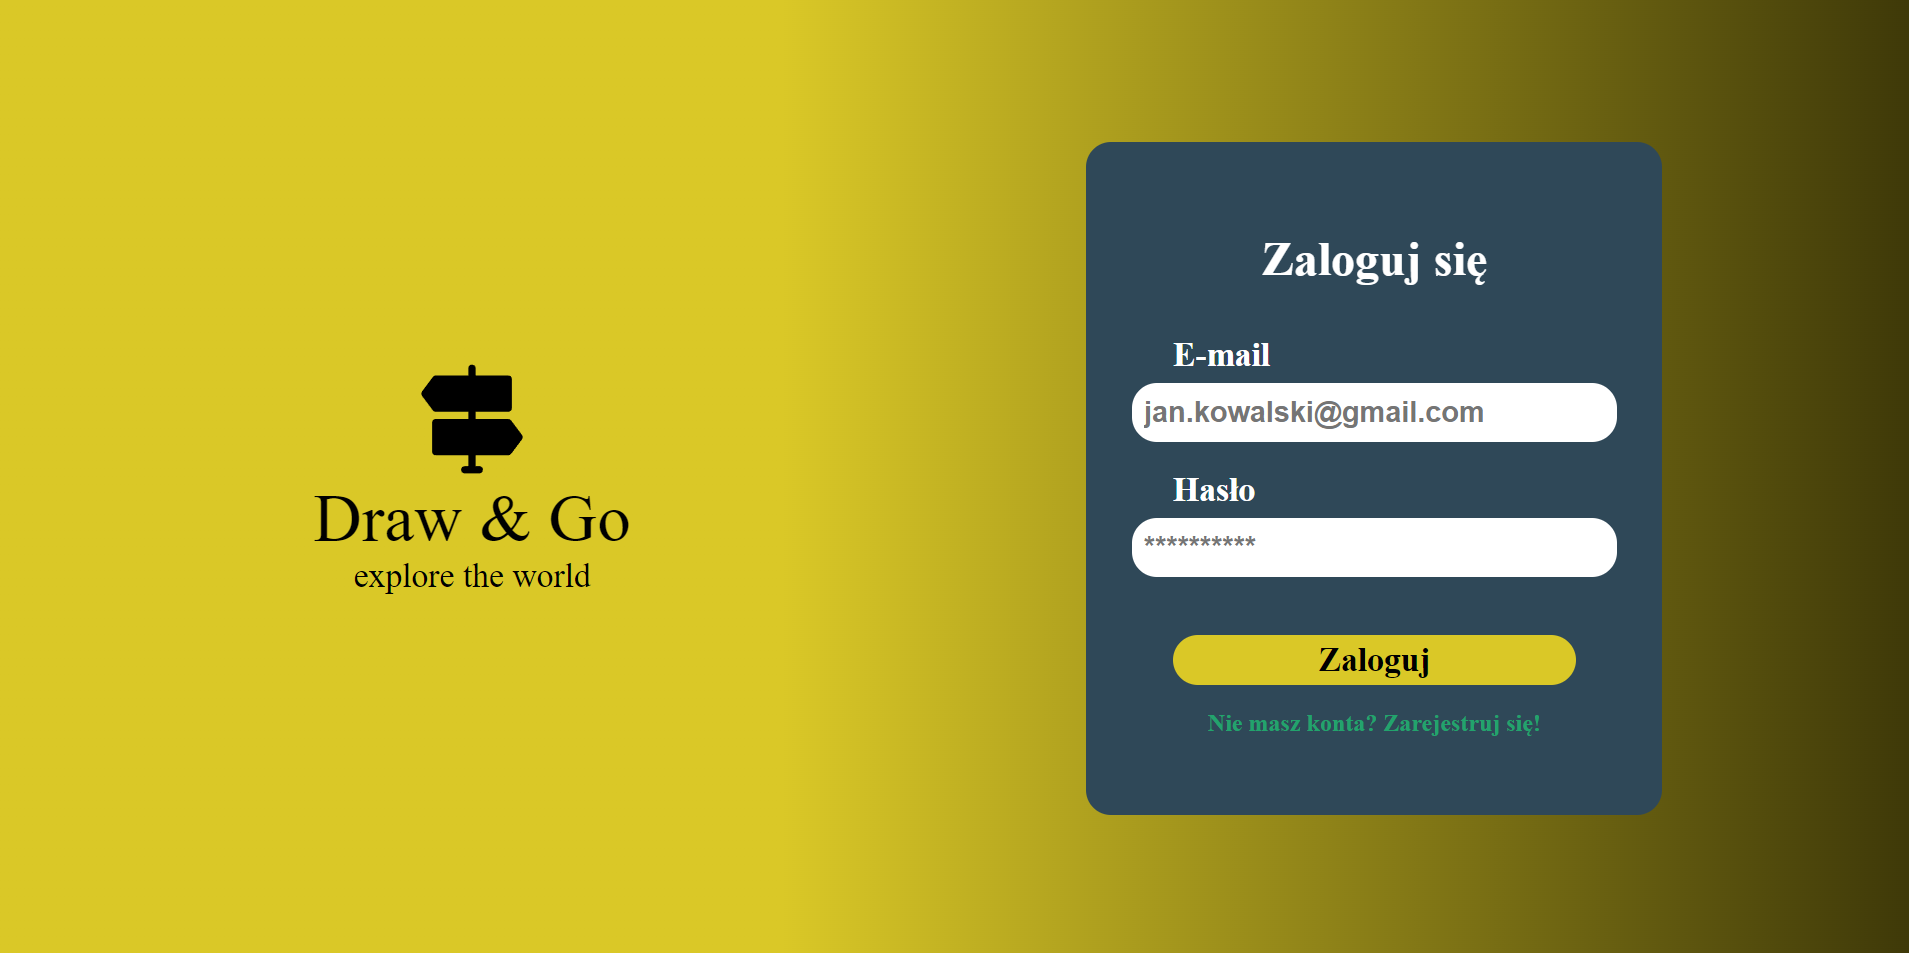 Draw & Go
explore the world
Zaloguj się
E-mail
jan.kowalski@gmail.com
Hasło
**********
Zaloguj
Nie masz konta? Zarejestruj się!